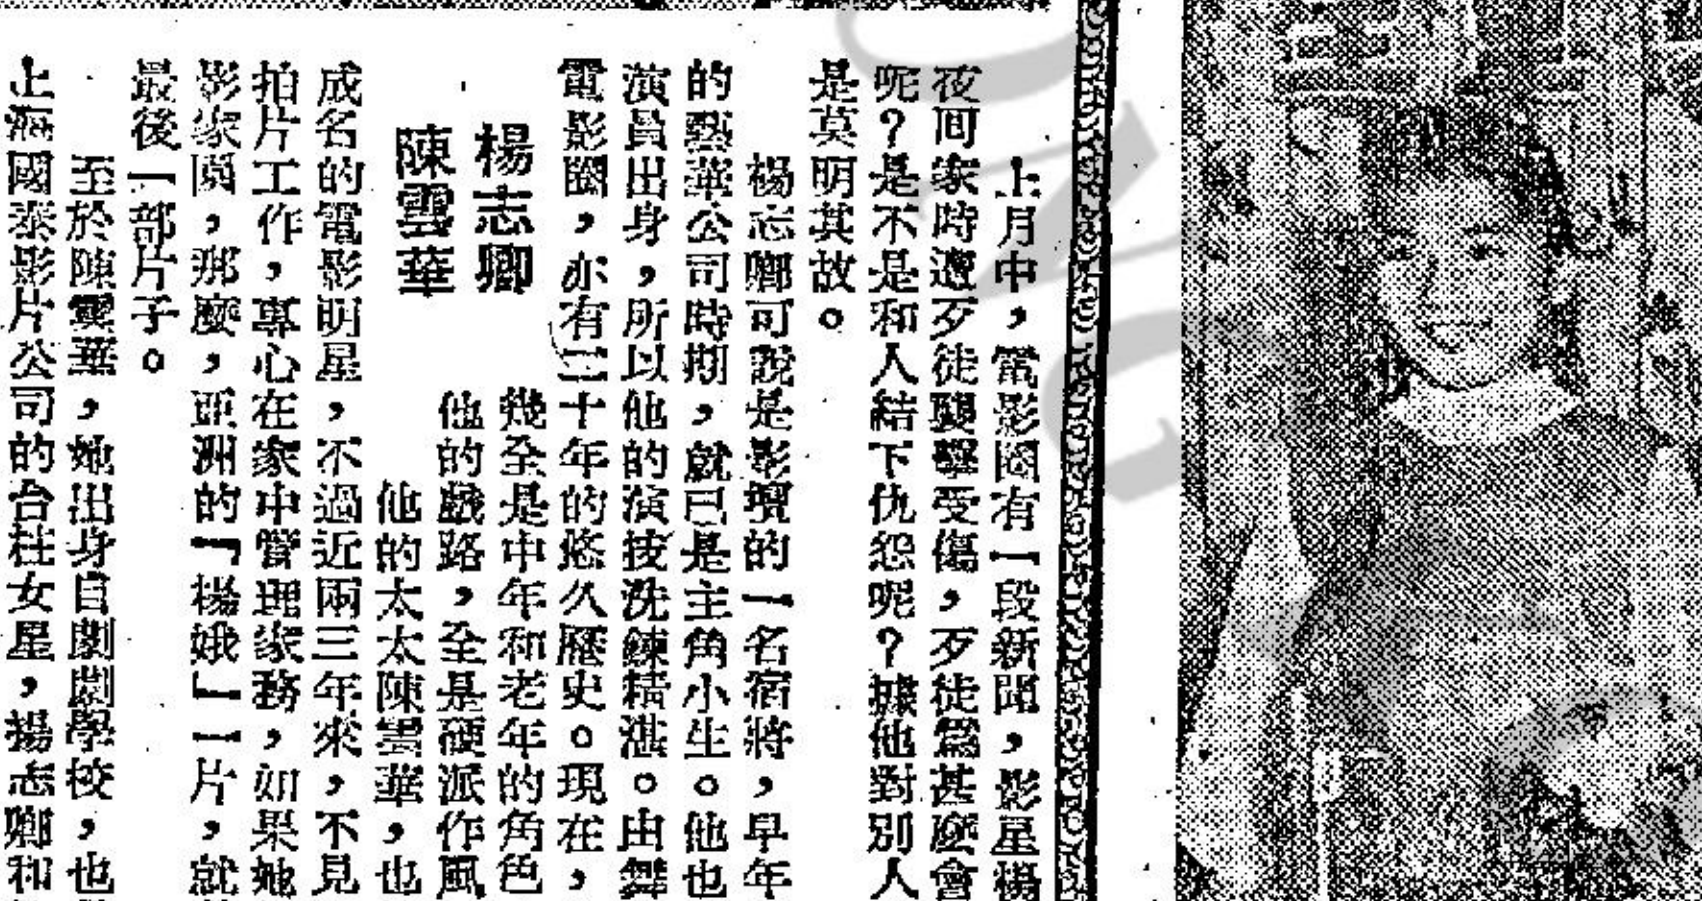 上月中，電影圈有一段新聞，影星楊
夜間家時遭歹徒襲擊受傷，歹徒爲甚麽會
呢？是不是和人結下仇怨呢？據他對別人
是莫明其故。
楊志卿可說是影壇的一名宿將，早年
的藝華公司時期，就已是主角小生。他也
演員出身，所以他的演技洗鍊精湛。由舞
電影圈，亦有二十年的悠久歷史。現在，
楊志卿
陳雲華
幾全是中年和老年的角色
他的戲路，全是硬派作風
他的太太陳雲華，也
成名的電影明星，不過近兩三年來，不見
拍片工作，專心在家中管理家務，如果她
影家圓，那麽，亞洲的『楊娥』一片，就
最後一部片子。
至於陳雲華，她出身自劇劇學校，也
上海國泰影片公司的台柱女星，楊志卿和